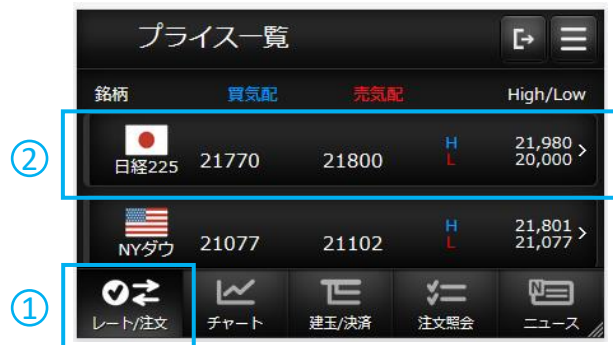 プライス一覧
銘柄 買気配 売気配 High/Low
② 日経225 21770 21800 H L 21,980 20,000
NYダウ 21077 21102 H L 21,801 21,077
① レート/注文 チャート 建玉/決済 注文照会 ニュース